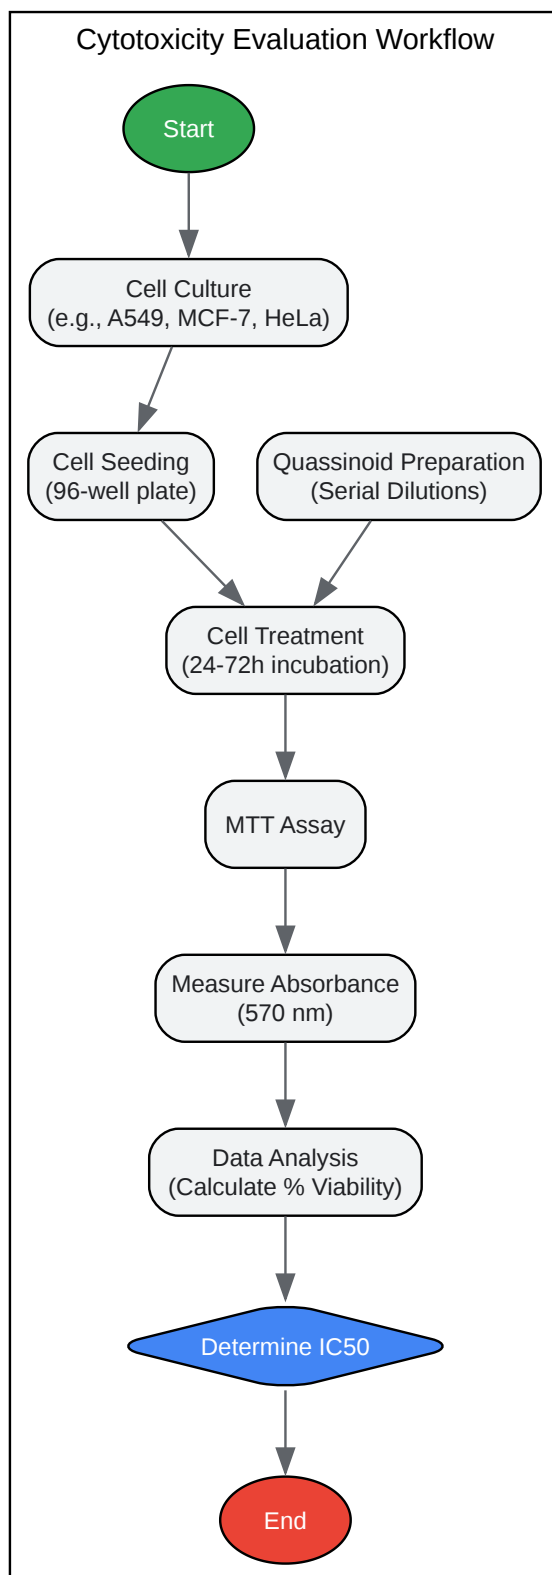 Cytotoxicity Evaluation Workflow
Start
Cell Culture
(e.g., A549, MCF-7, HeLa)
Cell Seeding
(96-well plate)
Quassinoid Preparation
(Serial Dilutions)
Cell Treatment
(24-72h incubation)
MTT Assay
Measure Absorbance
(570 nm)
Data Analysis
(Calculate % Viability)
Determine IC50
End